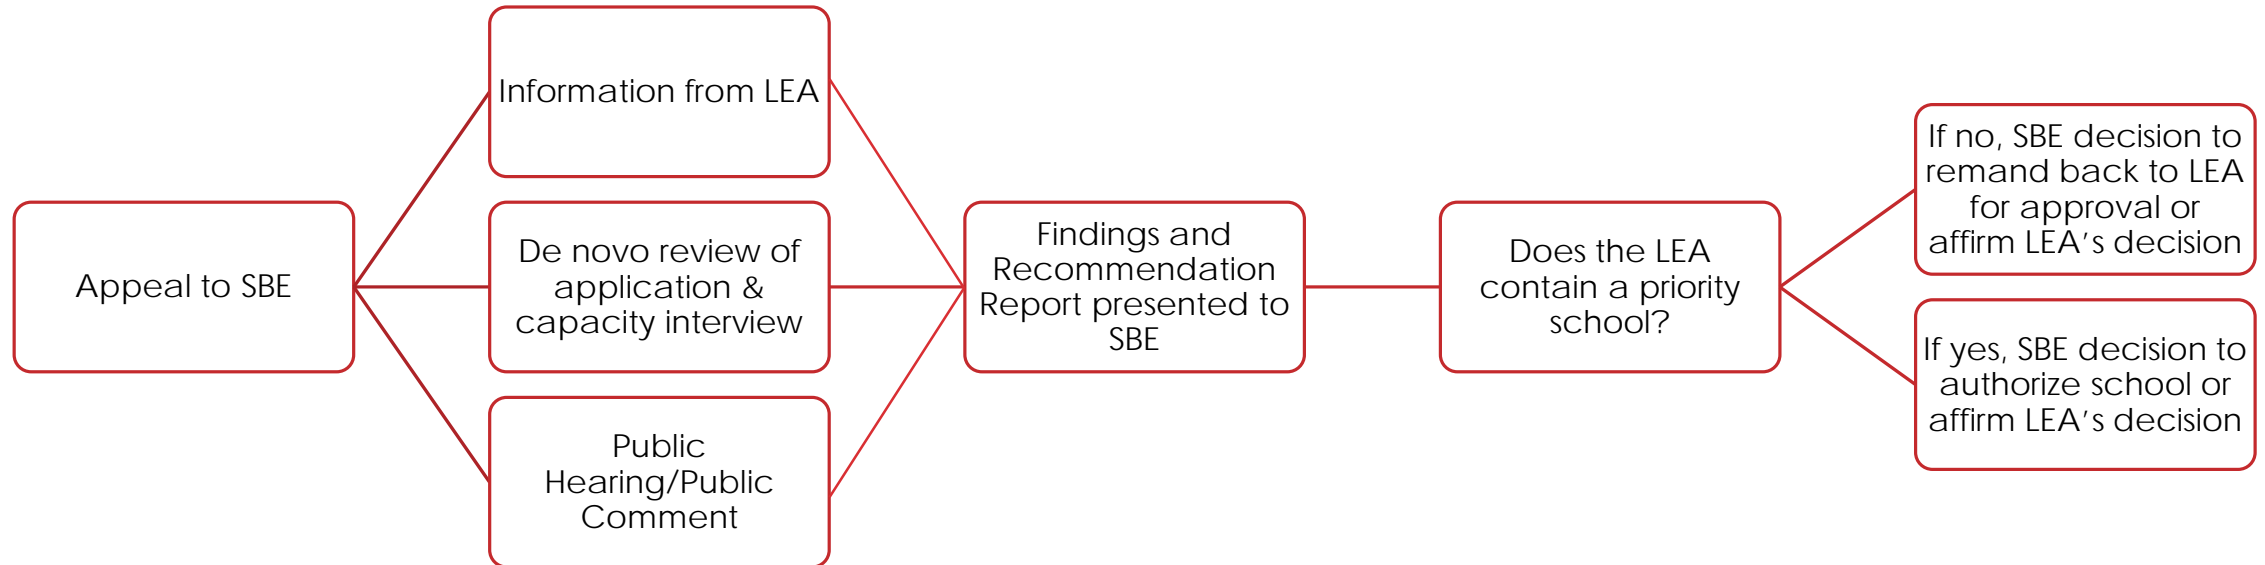 Appeal to SBE
Information from LEA
De novo review of
application &
capacity interview
Public
Hearing/Public
Comment
Findings and
Recommendation
Report presented to
SBE
Does the LEA
contain a priority
school?
If no, SBE decision to
remand back to LEA
for approval or
affirm LEA's decision
If yes, SBE decision to
authorize school or
affirm LEA's decision